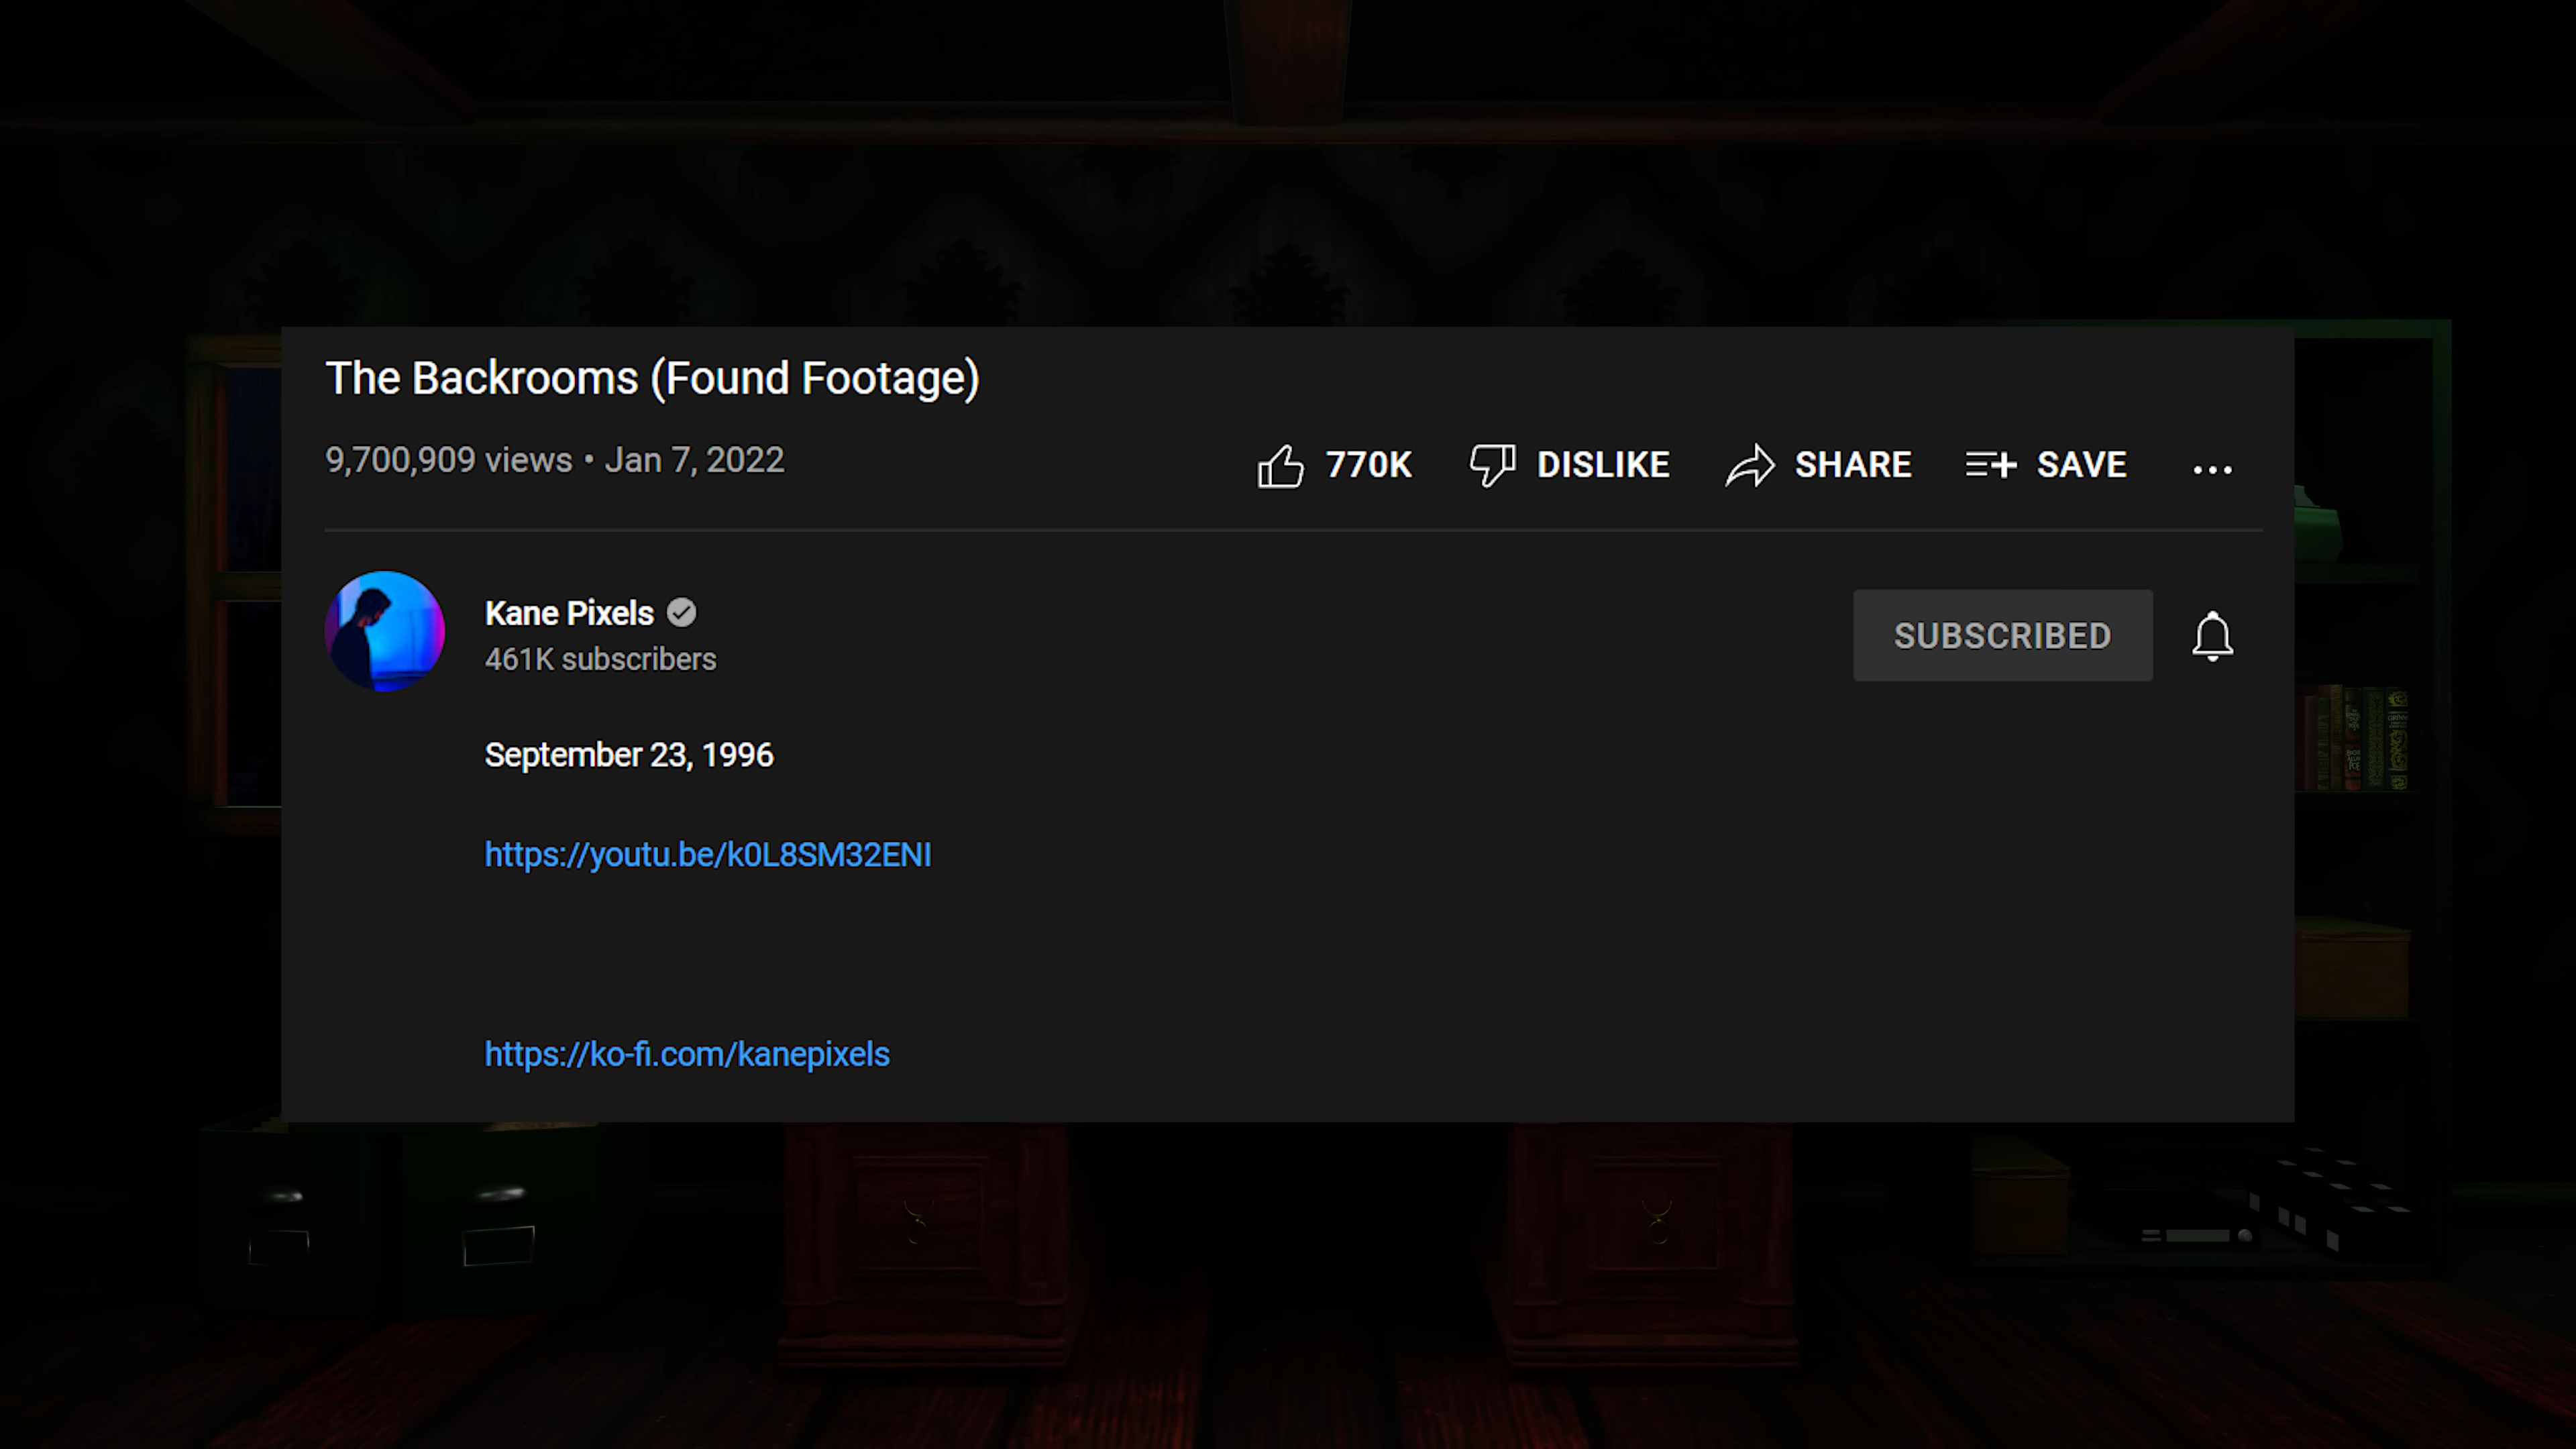 The Backrooms (Found Footage)
9,700,909 views • Jan 7, 2022
770K DISLIKE SHARE SAVE ...
Kane Pixels
461K subscribers
SUBSCRIBED
September 23, 1996
https://youtu.be/k0L8SM32ENI
https://ko-fi.com/kanepixels